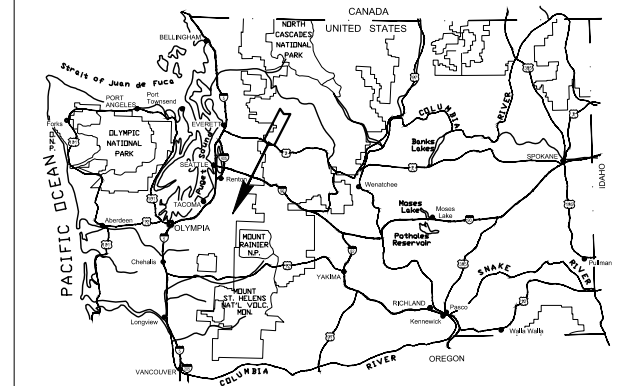 CANADA
UNITED STATES
NORTH
CASCADES
NATIONAL
PARK
BELLINGHAM
Strait of Juan de Fuca
PORT
ANGELES
Port
Townsend
Forks
EVERETT
OLYMPIC
NATIONAL
PARK
Puget Sound
SEATTLE
Renton
TACOMA
COLUMBIA
RIVER
Banks
Lakes
SPOKANE
IDAHO
Wenatchee
Moses
Lake
Moses
Lake
Potholes
Reservoir
PACIFIC OCEAN
Aberdeen
OLYMPIA
MOUNT
RAINIER
N.P.
Chehalis
YAKIMA
Pullman
SNAKE
RIVER
MOUNT
ST. HELENS
NAT'L VOLC.
MON.
RICHLAND
Pasco
Kennewick
Walla Walla
Longview
VANCOUVER
COLUMBIA
RIVER
OREGON